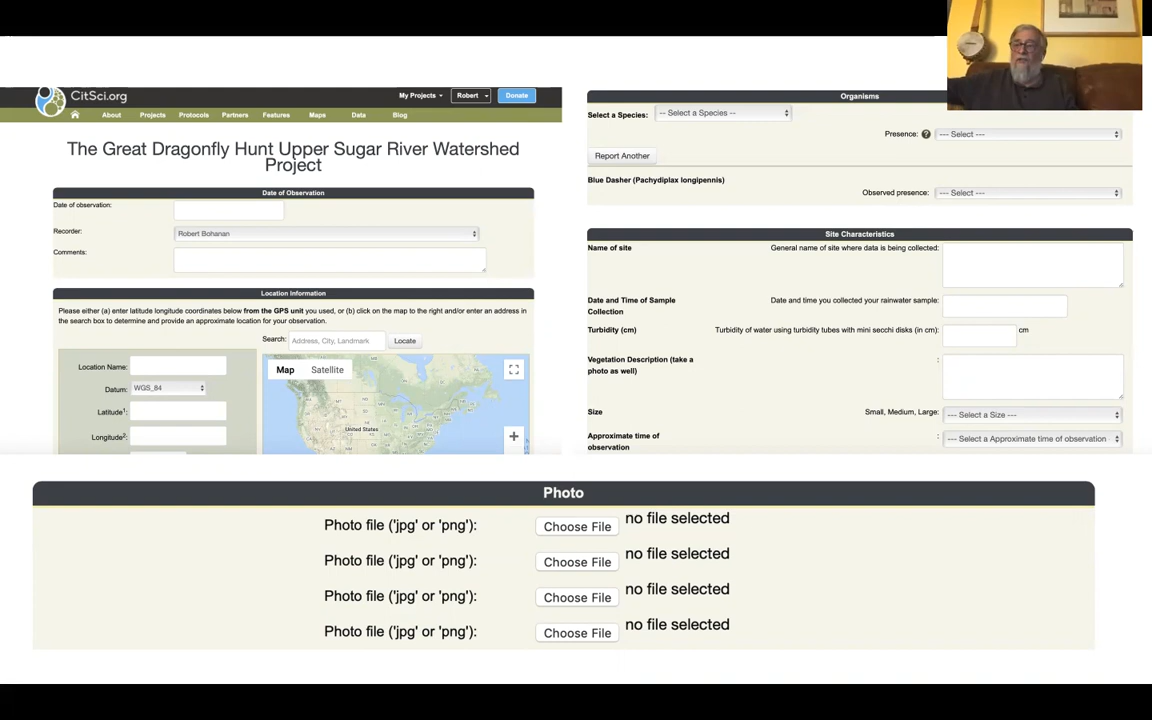 CitSci.org
My Projects
Robert
Donate
About Projects Protocols Partners Features Maps Data Blog
The Great Dragonfly Hunt Upper Sugar River Watershed
Project
Date of Observation
Date of observation:
Recorder: Robert Bohanan
Comments:
Location Information
Please either (a) enter latitude longitude coordinates below from the GPS unit you used, or (b) click on the map to the right and/or enter an address in
the search box to determine and provide an approximate location for your observation.
Search: Address, City, Landmark Locate
Location Name:
Datum: WGS_84
Latitude1:
Longitude2:
Map Satellite
United States
+
Organisms
Select a Species: -- Select a Species --
Presence: ? --- Select ---
Report Another
Blue Dasher (Pachydiplax longipennis)
Observed presence: --- Select ---
Site Characteristics
Name of site General name of site where data is being collected:
Date and Time of Sample
Collection
Date and time you collected your rainwater sample:
Turbidity (cm) Turbidity of water using turbidity tubes with mini secchi disks (in cm): cm
Vegetation Description (take a
photo as well)
:
Size Small, Medium, Large: --- Select a Size ---
Approximate time of
observation
: --- Select a Approximate time of observation
Photo
Photo file ('jpg' or 'png'): Choose File no file selected
Photo file ('jpg' or 'png'): Choose File no file selected
Photo file ('jpg' or 'png'): Choose File no file selected
Photo file ('jpg' or 'png'): Choose File no file selected